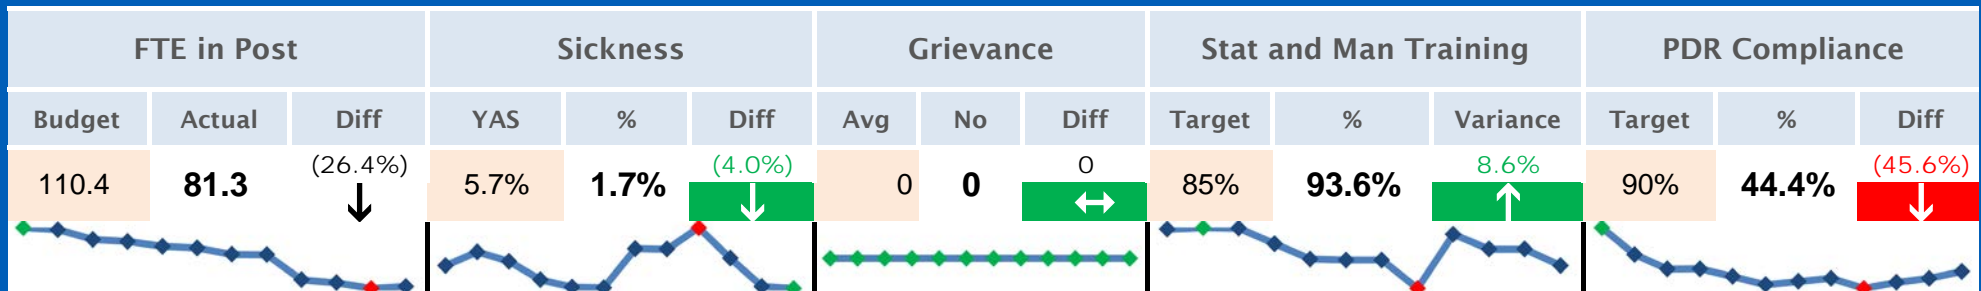 FTE in Post Sickness Grievance Stat and Man Training PDR Compliance
Budget Actual Diff YAS % Diff Avg No Diff Target % Variance Target % Diff
110.4 81.3 (26.4%) 5.7% 1.7% (4.0%) 0 0 0 85% 93.6% 8.6% 90% 44.4% (45.6%)